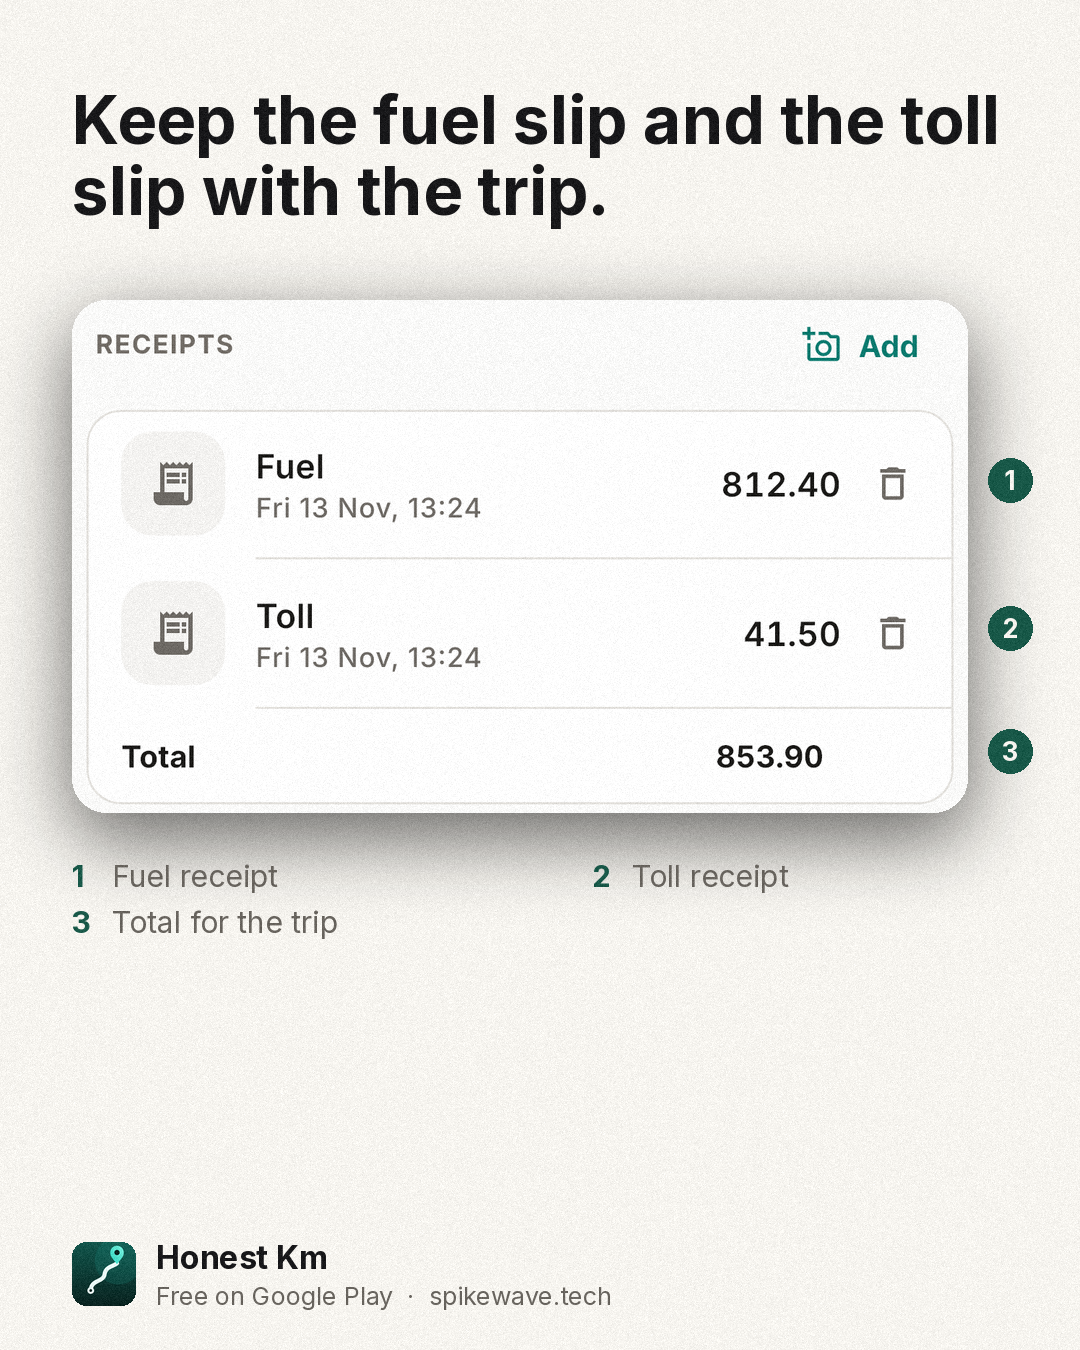 Keep the fuel slip and the toll
slip with the trip.
RECEIPTS
Add
Fuel
Fri 13 Nov, 13:24
812.40
1
Toll
Fri 13 Nov, 13:24
41.50
2
Total
853.90
3
1 Fuel receipt
2 Toll receipt
3 Total for the trip
Honest Km
Free on Google Play · spikewave.tech